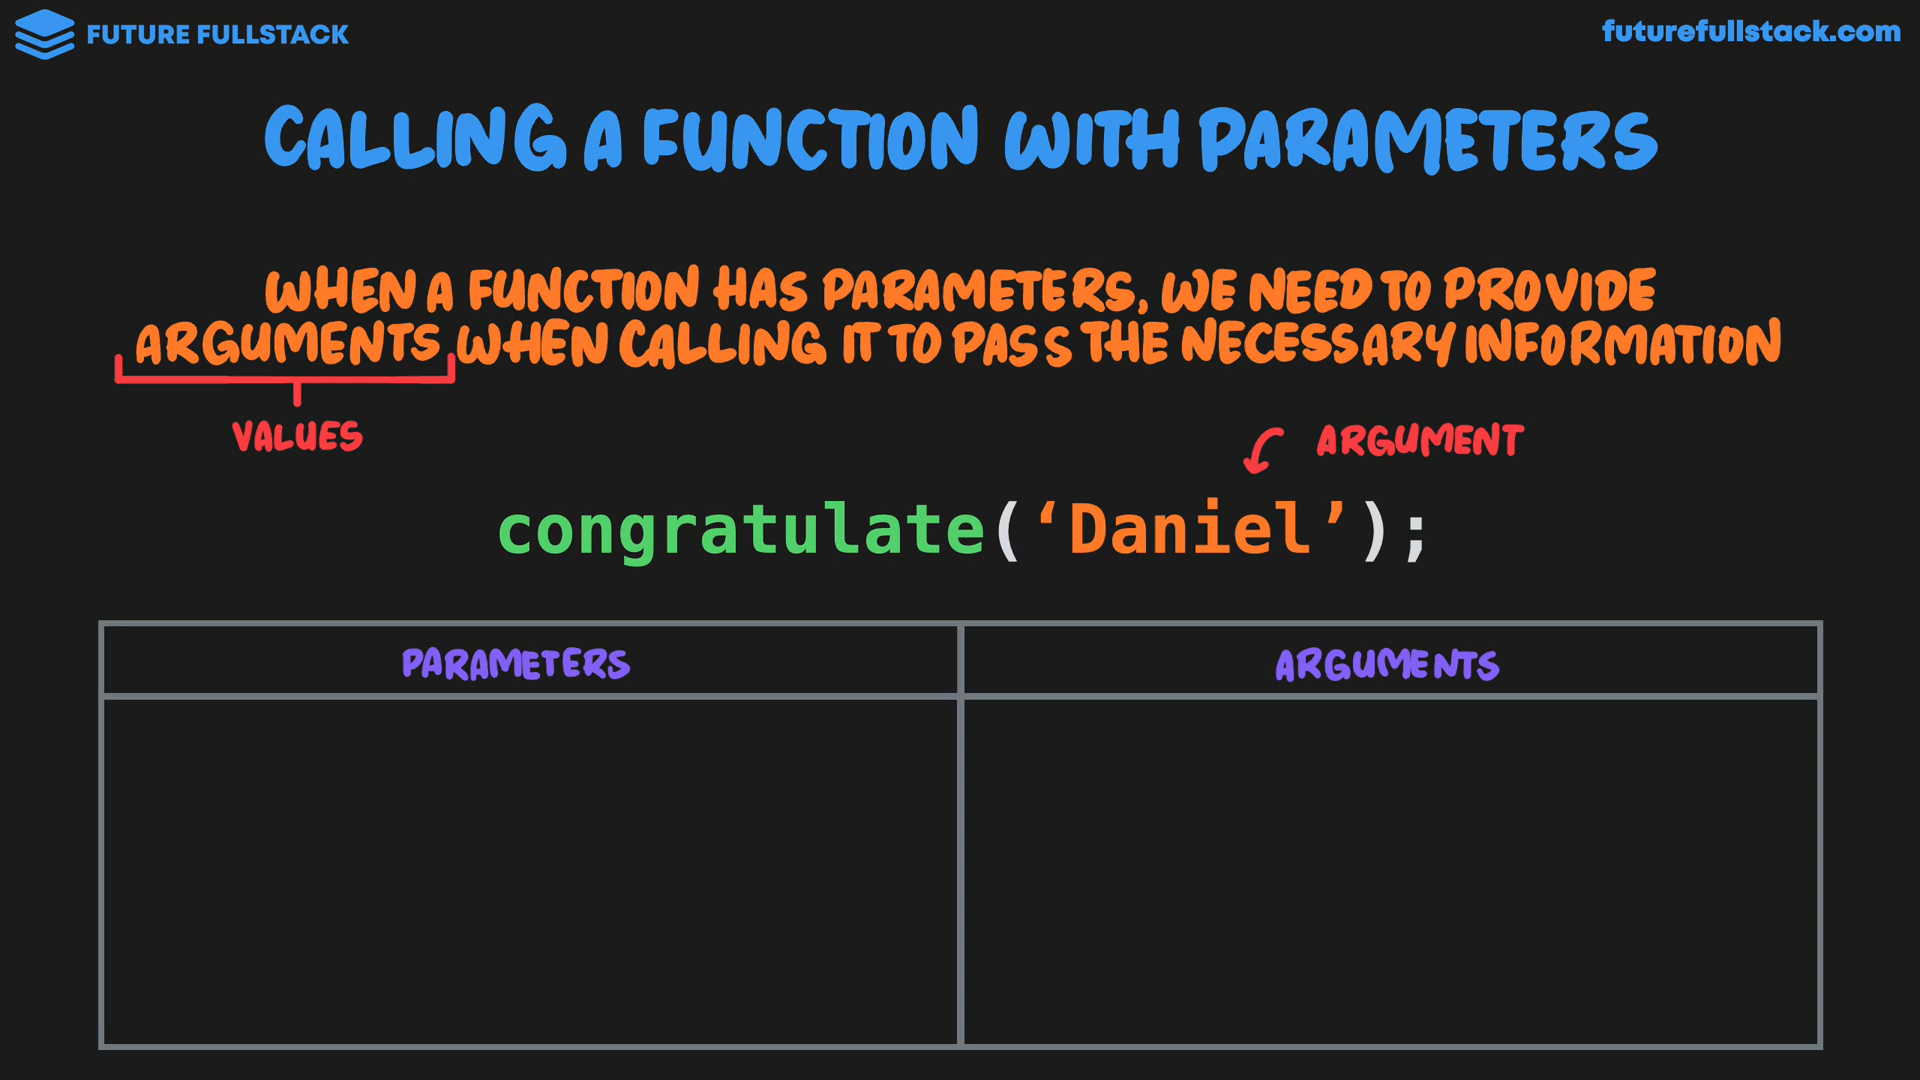 FUTURE FULLSTACK
futurefullstack.com
CALLING A FUNCTION WITH PARAMETERS
WHEN A FUNCTION HAS PARAMETERS, WE NEED TO PROVIDE
ARGUMENTS WHEN CALLING IT TO PASS THE NECESSARY INFORMATION
VALUES
ARGUMENT
congratulate(‘Daniel’);
PARAMETERS
ARGUMENTS